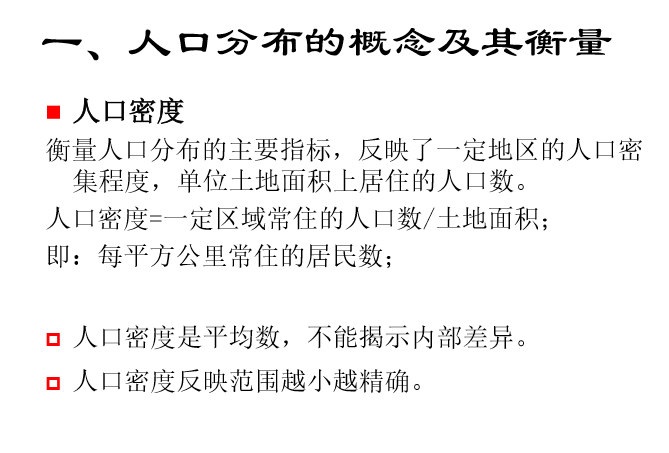 一、人口分布的概念及其衡量
人口密度
衡量人口分布的主要指标，反映了一定地区的人口密
集程度，单位土地面积上居住的人口数。
人口密度=一定区域常住的人口数/土地面积；
即：每平方公里常住的居民数；
人口密度是平均数，不能揭示内部差异。
人口密度反映范围越小越精确。